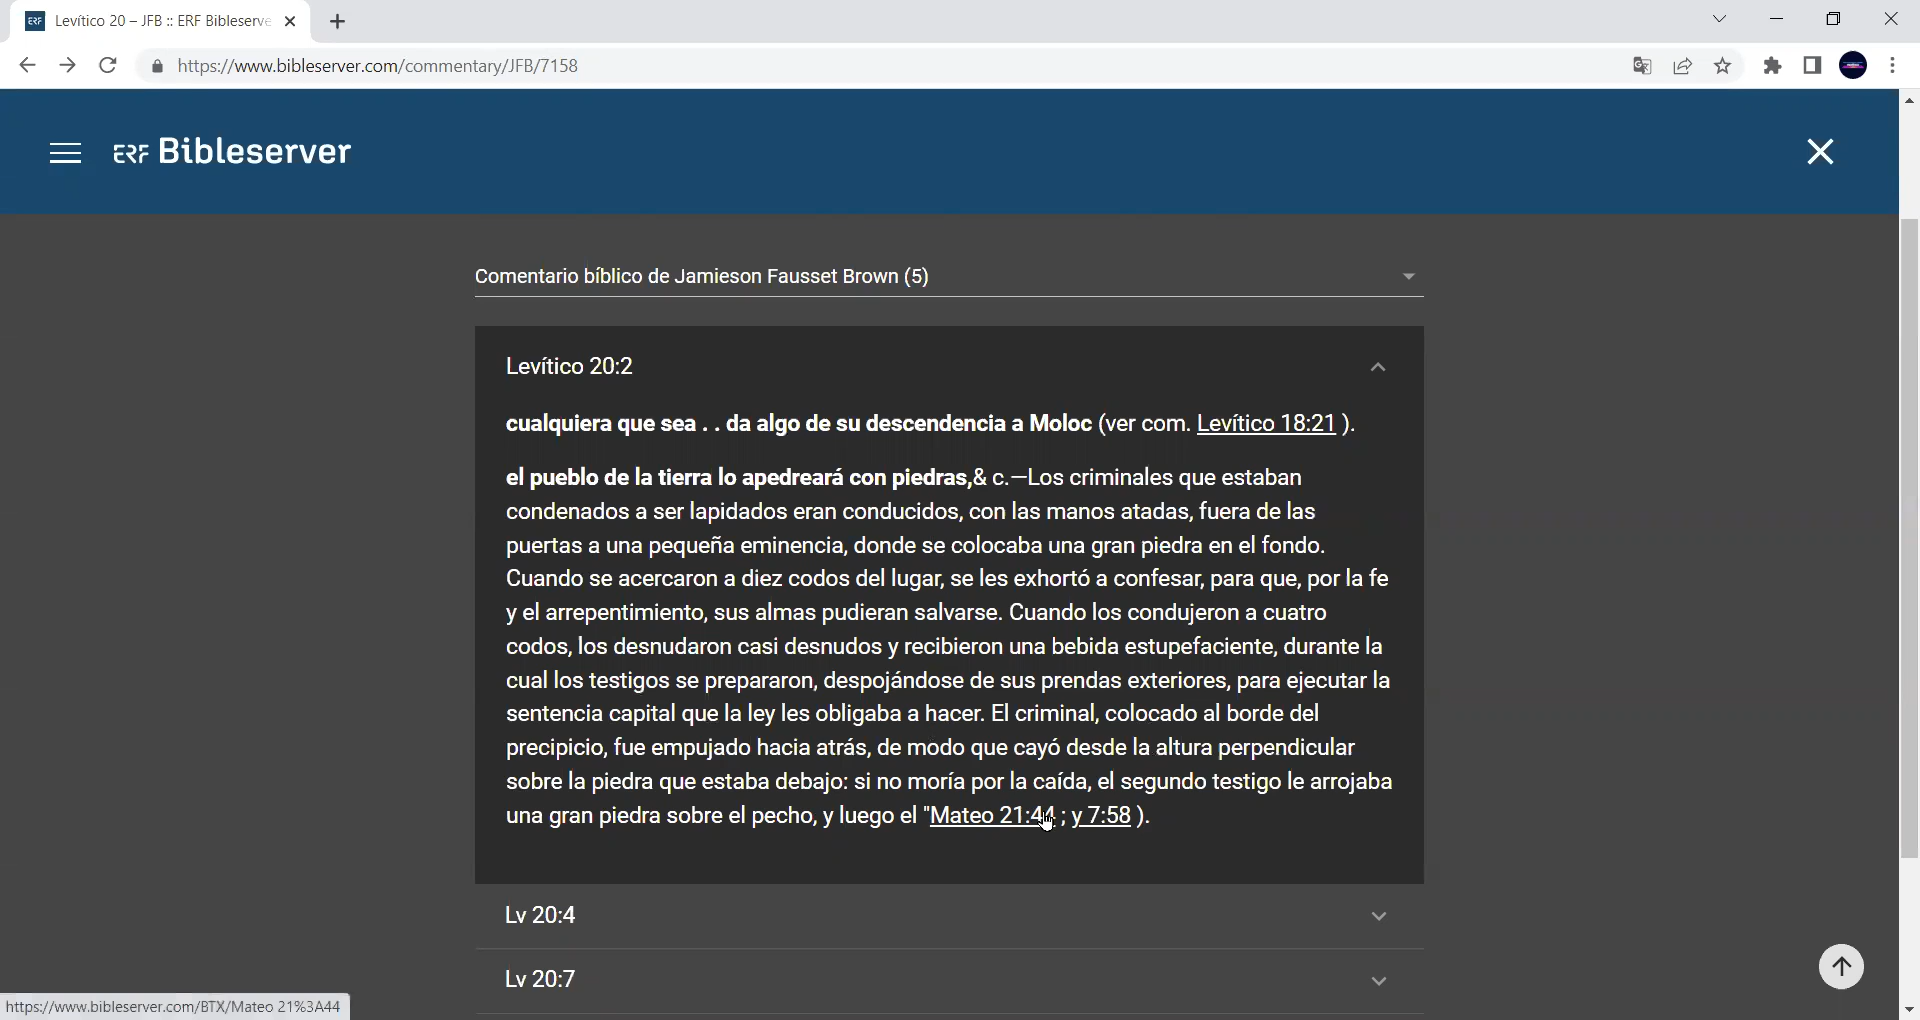 Levítico 20 – JFB :: ERF Bibleserve
https://www.bibleserver.com/commentary/JFB/7158
ERF Bibleserver
Comentario bíblico de Jamieson Fausset Brown (5)
Levítico 20:2
cualquiera que sea . . da algo de su descendencia a Moloc (ver com. Levítico 18:21 ).
el pueblo de la tierra lo apedreará con piedras,& c.—Los criminales que estaban
condenados a ser lapidados eran conducidos, con las manos atadas, fuera de las
puertas a una pequeña eminencia, donde se colocaba una gran piedra en el fondo.
Cuando se acercaron a diez codos del lugar, se les exhortó a confesar, para que, por la fe
y el arrepentimiento, sus almas pudieran salvarse. Cuando los condujeron a cuatro
codos, los desnudaron casi desnudos y recibieron una bebida estupefaciente, durante la
cual los testigos se prepararon, despojándose de sus prendas exteriores, para ejecutar la
sentencia capital que la ley les obligaba a hacer. El criminal, colocado al borde del
precipicio, fue empujado hacia atrás, de modo que cayó desde la altura perpendicular
sobre la piedra que estaba debajo: si no moría por la caída, el segundo testigo le arrojaba
una gran piedra sobre el pecho, y luego el "Mateo 21:44 ; y 7:58 ).
Lv 20:4
Lv 20:7
https://www.bibleserver.com/BTX/Mateo 21%3A44